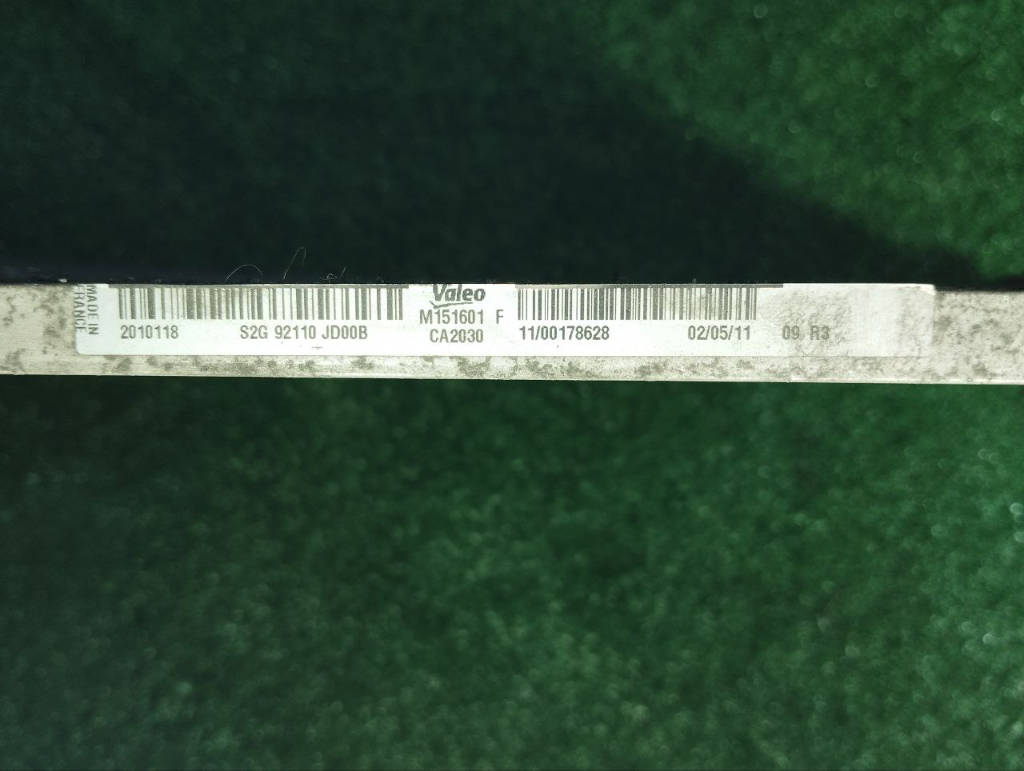 MADE IN
FRANCE
Valeo
M151601 F
CA2030
2010118 S2G 92110 JD00B 11/00178628 02/05/11 09 R3